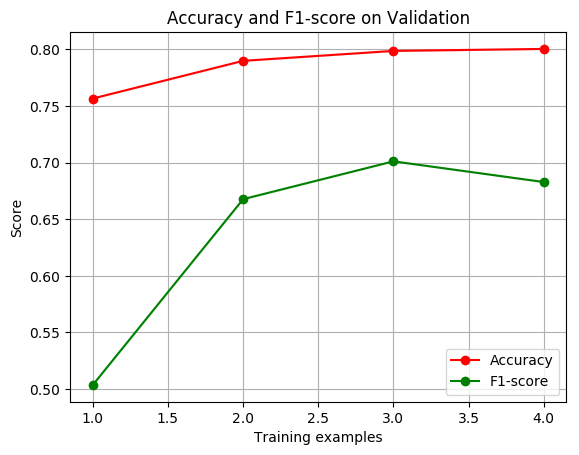 Accuracy and F1-score on Validation
0.80
0.75
0.70
0.65
0.60
0.55
0.50
Score
Accuracy
F1-score
1.0 1.5 2.0 2.5 3.0 3.5 4.0
Training examples